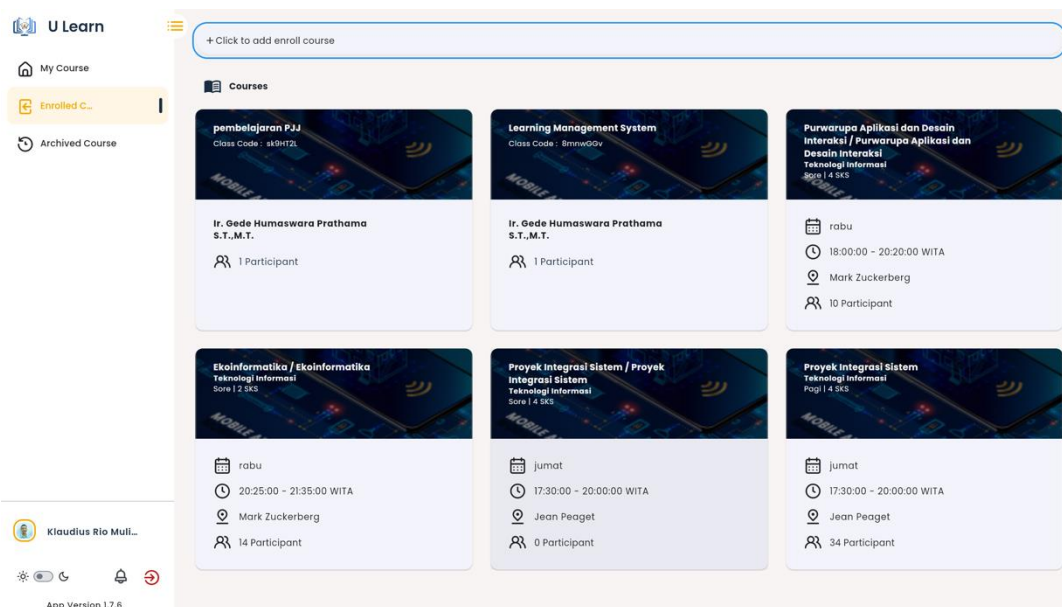 U Learn
My Course
Enrolled C...
Archived Course
+ Click to add enroll course
Courses
pembelajaran PJJ
Class Code : sk9HT2L
MOBILE
Ir. Gede Humaswara Prathama
S.T.,M.T.
1 Participant
Learning Management System
Class Code : 8mnwGGv
MOBILE
Ir. Gede Humaswara Prathama
S.T.,M.T.
1 Participant
Purwarupa Aplikasi dan Desain
Interaksi / Purwarupa Aplikasi dan
Desain Interaksi
Teknologi Informasi
Sore | 4 SKS
MOBILE
rabu
18:00:00 - 20:20:00 WITA
Mark Zuckerberg
10 Participant
Ekoinformatika / Ekoinformatika
Teknologi Informasi
Sore | 2 SKS
MOBILE
rabu
20:25:00 - 21:35:00 WITA
Mark Zuckerberg
14 Participant
Proyek Integrasi Sistem / Proyek
Integrasi Sistem
Teknologi Informasi
Sore | 4 SKS
MOBILE
jumat
17:30:00 - 20:00:00 WITA
Jean Peaget
0 Participant
Proyek Integrasi Sistem
Teknologi Informasi
Pagi | 4 SKS
MOBILE
jumat
17:30:00 - 20:00:00 WITA
Jean Peaget
34 Participant
Klaudius Rio Muli...
App Version 1.7.6